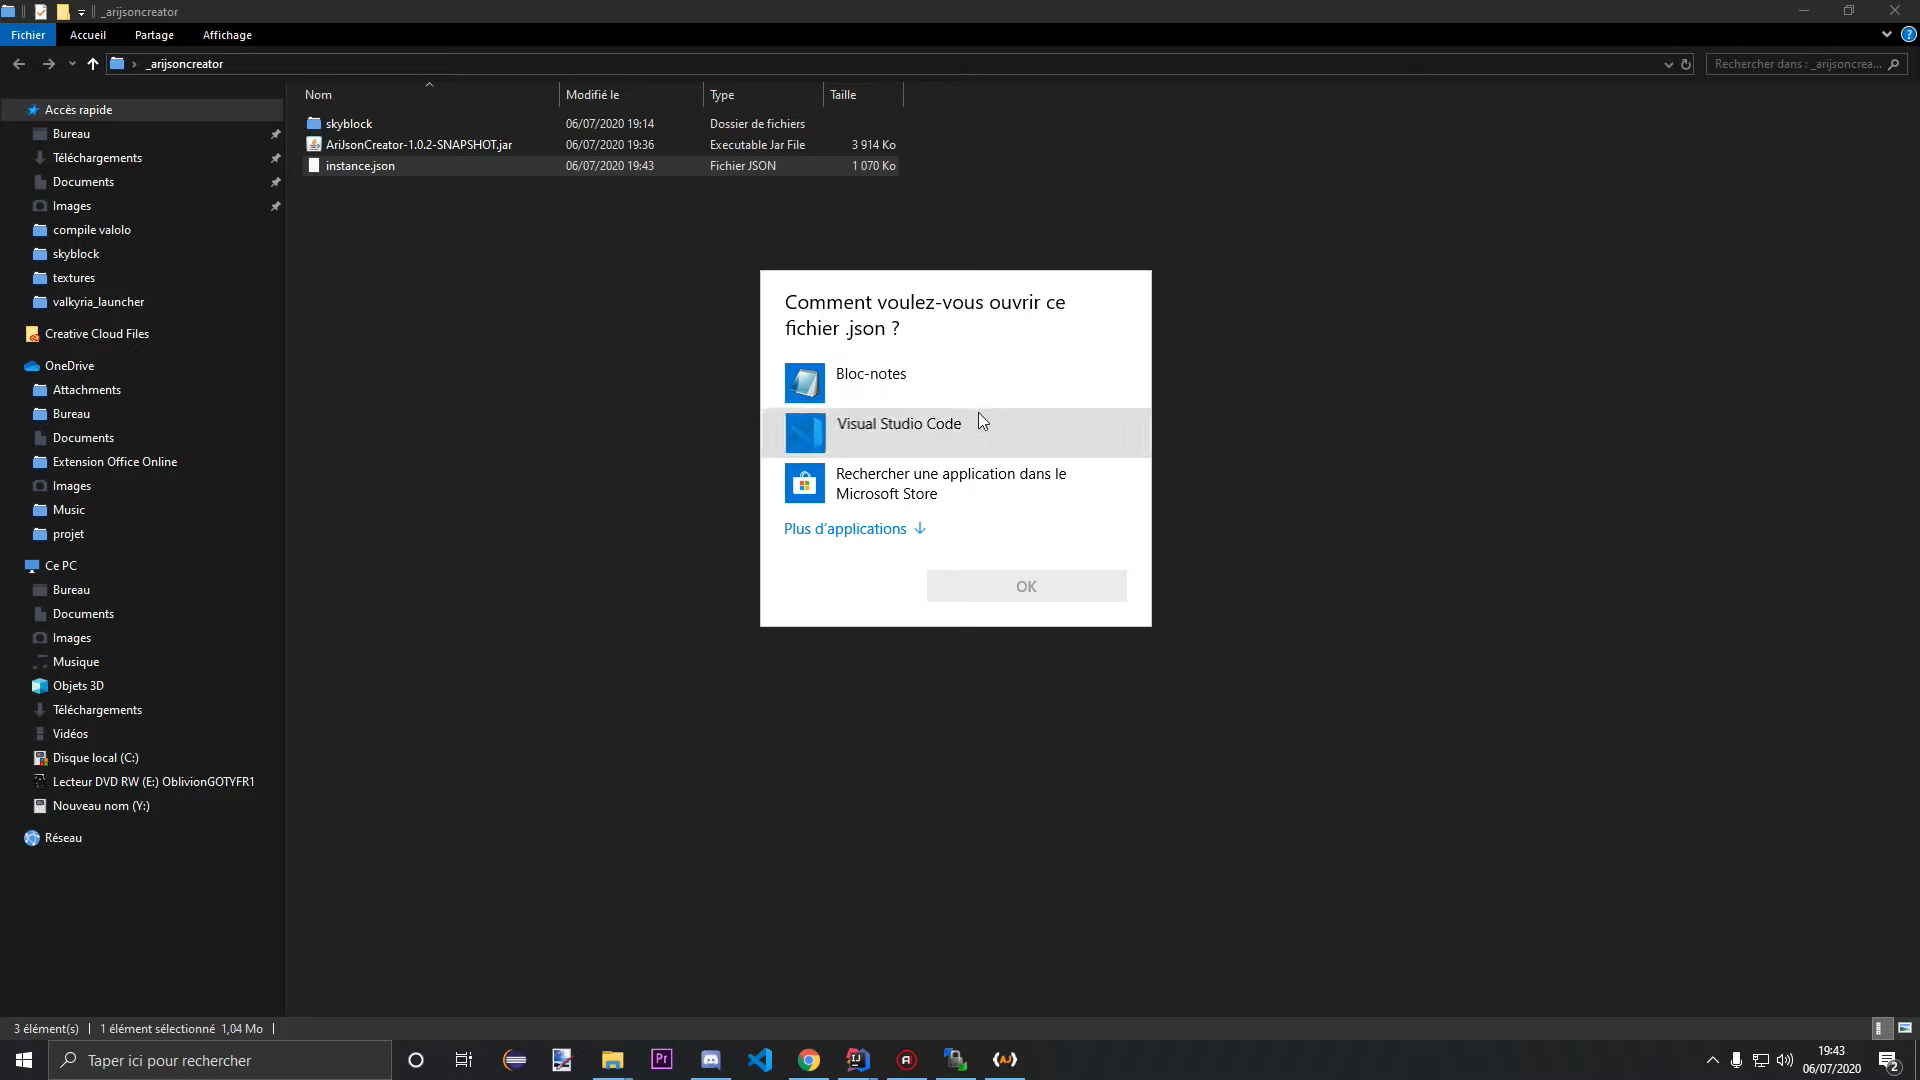 _arijsoncreator
Fichier
Accueil
Partage
Affichage
_arijsoncreator
Rechercher dans : _arijsoncrea...
Nom
Modifié le
Type
Taille
skyblock
06/07/2020 19:14
Dossier de fichiers
AriJsonCreator-1.0.2-SNAPSHOT.jar
06/07/2020 19:36
Executable Jar File
3 914 Ko
instance.json
06/07/2020 19:43
Fichier JSON
1 070 Ko
Accès rapide
Bureau
Téléchargements
Documents
Images
compile valolo
skyblock
textures
valkyria_launcher
Creative Cloud Files
OneDrive
Attachments
Bureau
Documents
Extension Office Online
Images
Music
projet
Ce PC
Bureau
Documents
Images
Musique
Objets 3D
Téléchargements
Vidéos
Disque local (C:)
Lecteur DVD RW (E:) OblivionGOTYFR1
Nouveau nom (Y:)
Réseau
Comment voulez-vous ouvrir ce
fichier .json ?
Bloc-notes
Visual Studio Code
Rechercher une application dans le
Microsoft Store
Plus d'applications
OK
3 élément(s)
1 élément sélectionné 1,04 Mo
Taper ici pour rechercher
Pr
IJ
AJ
19:43
06/07/2020
2